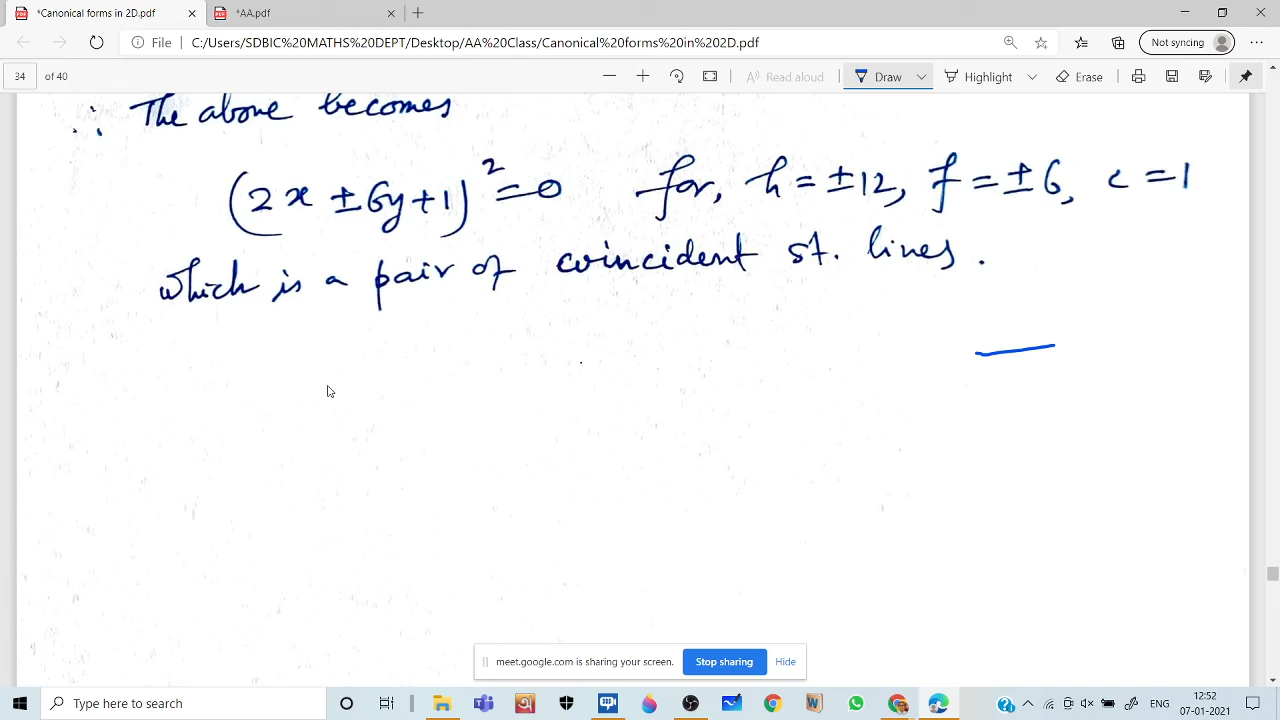 *Canonical forms in 2D.pdf
*AA.pdf
File
C:/Users/SDBIC%20MATHS%20DEPT/Desktop/AA%20Class/Canonical%20forms%20in%202D.pdf
Not syncing
34 of 40
Read aloud
Draw
Highlight
Erase
∴ The above becomes
(2x ±6y+1)² =0 for, h = ±12, f = ±6, c =1
which is a pair of coincident st. lines.
meet.google.com is sharing your screen. Stop sharing Hide
Type here to search
ENG
12:52
07-01-2021